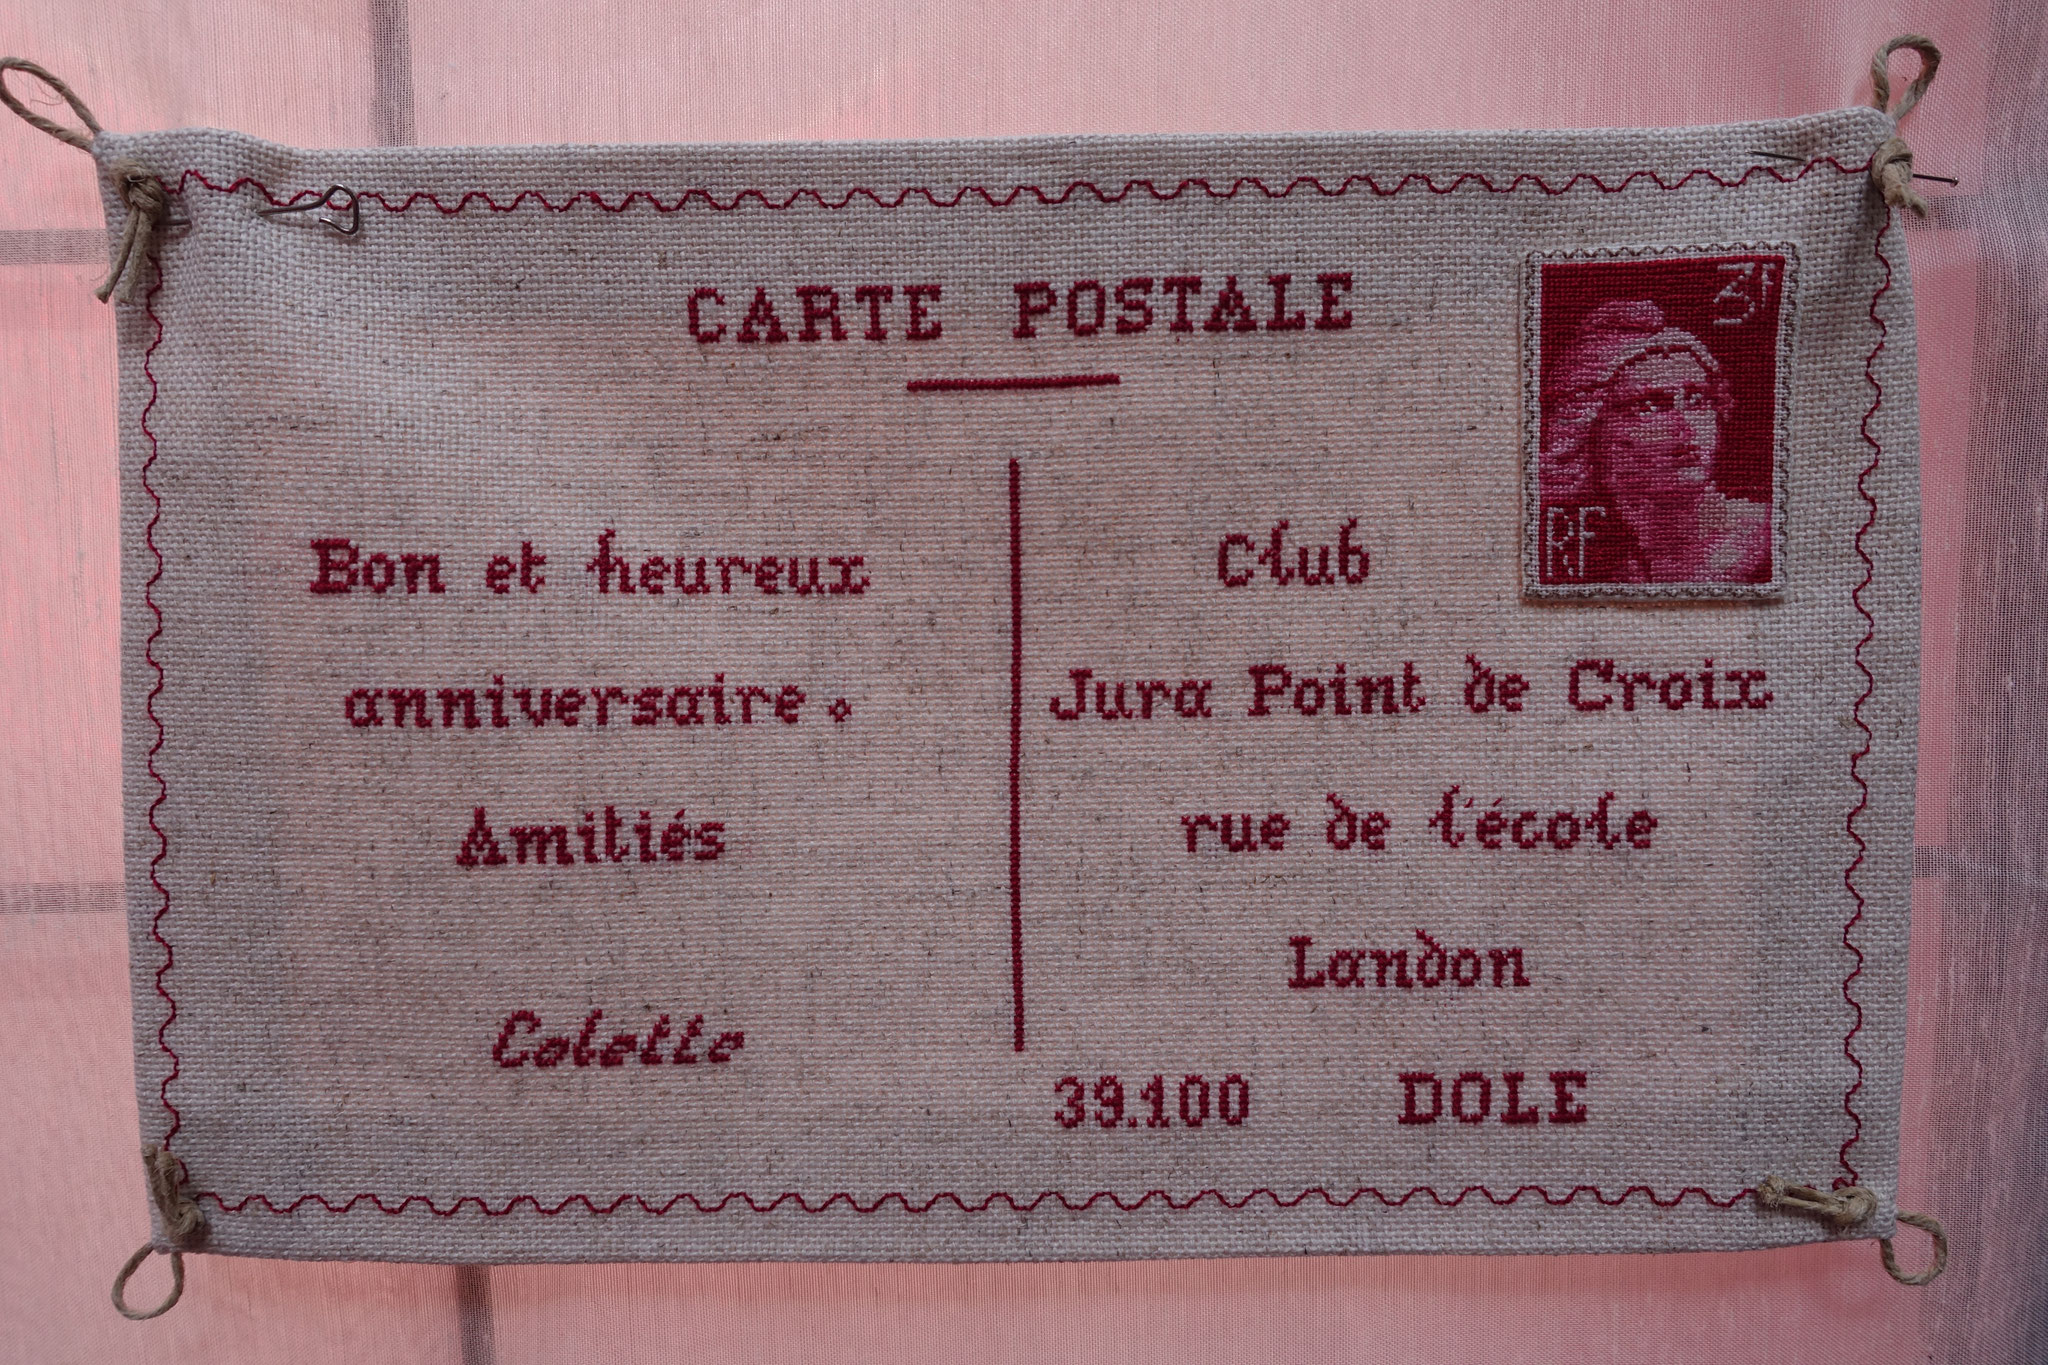 CARTE POSTALE
3F
RF
Bon et heureux
anniversaire.
Amitiés
Colette
Club
Jura Point de Croix
rue de l'école
Landon
39.100 DOLE